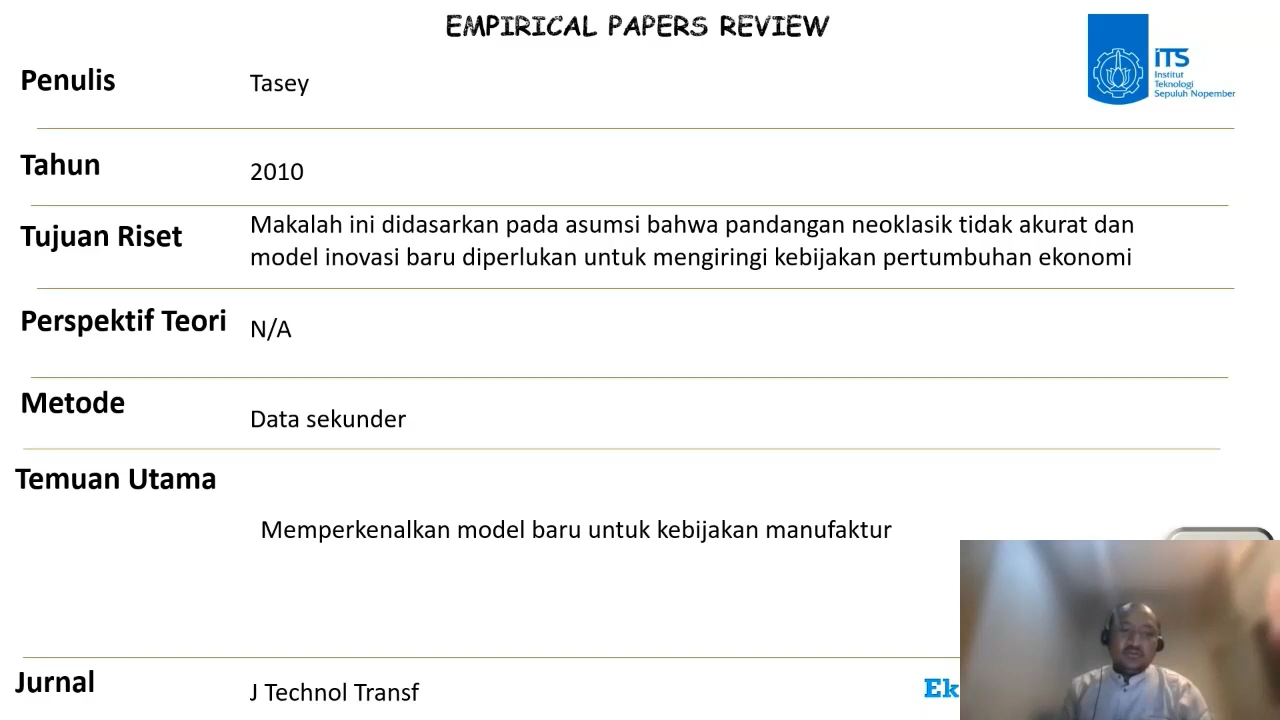 EMPIRICAL PAPERS REVIEW
iTS
Institut
Teknologi
Sepuluh Nopember
Penulis
Tasey
Tahun
2010
Tujuan Riset
Makalah ini didasarkan pada asumsi bahwa pandangan neoklasik tidak akurat dan
model inovasi baru diperlukan untuk mengiringi kebijakan pertumbuhan ekonomi
Perspektif Teori
N/A
Metode
Data sekunder
Temuan Utama
Memperkenalkan model baru untuk kebijakan manufaktur
Jurnal
J Technol Transf
Ek